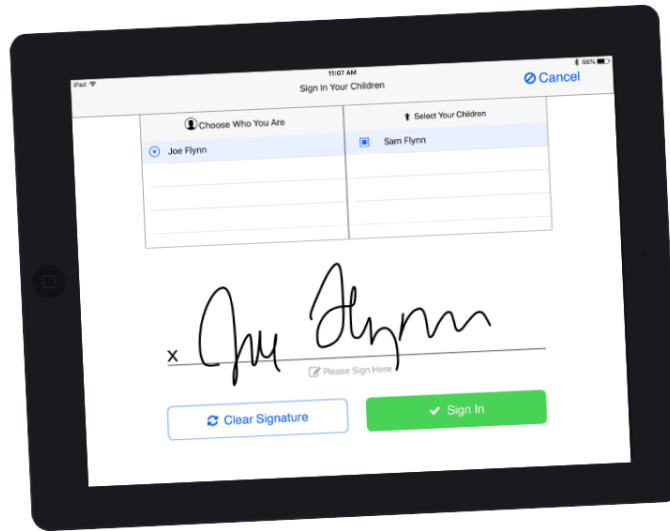 iPad 11:07 AM 66%
Sign In Your Children Cancel
Choose Who You Are Select Your Children
Joe Flynn Sam Flynn
x Joe Flynn
Please Sign Here
Clear Signature Sign In